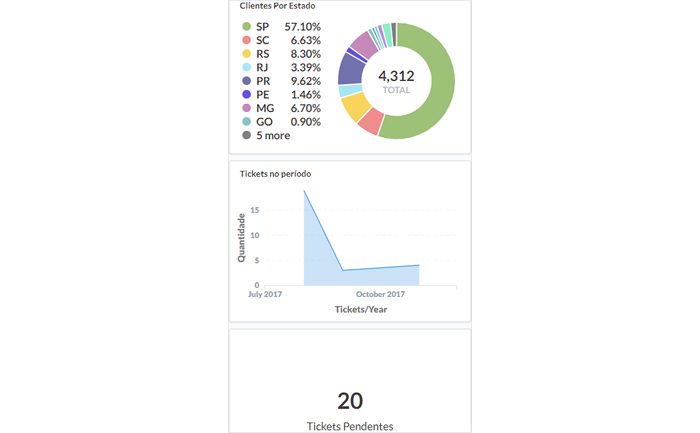 Clientes Por Estado
SP 57.10%
SC 6.63%
RS 8.30%
RJ 3.39%
PR 9.62%
PE 1.46%
MG 6.70%
GO 0.90%
5 more
4,312
TOTAL
Tickets no período
Quantidade
15
10
5
0
July 2017 October 2017
Tickets/Year
20
Tickets Pendentes